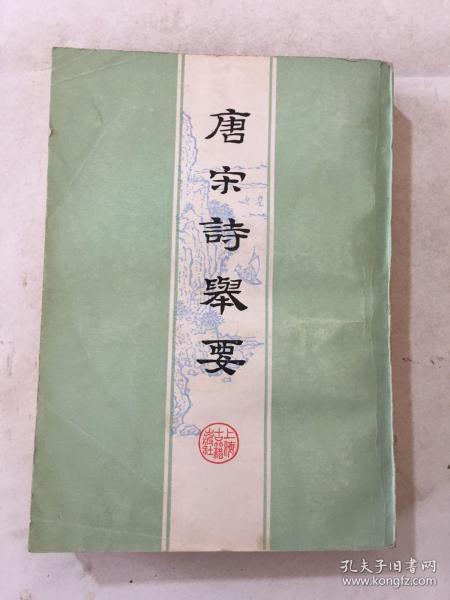 唐宋詩舉要
上海
古籍
出版社
孔夫子旧书网
www.kongfz.com